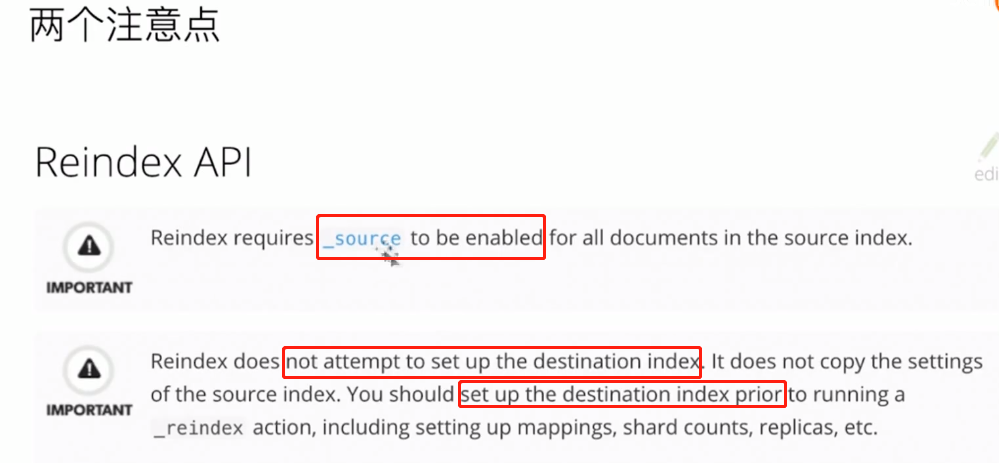 两个注意点
Reindex API
edi
Reindex requires _source to be enabled for all documents in the source index.
IMPORTANT
Reindex does not attempt to set up the destination index. It does not copy the settings
of the source index. You should set up the destination index prior to running a
IMPORTANT
_reindex action, including setting up mappings, shard counts, replicas, etc.